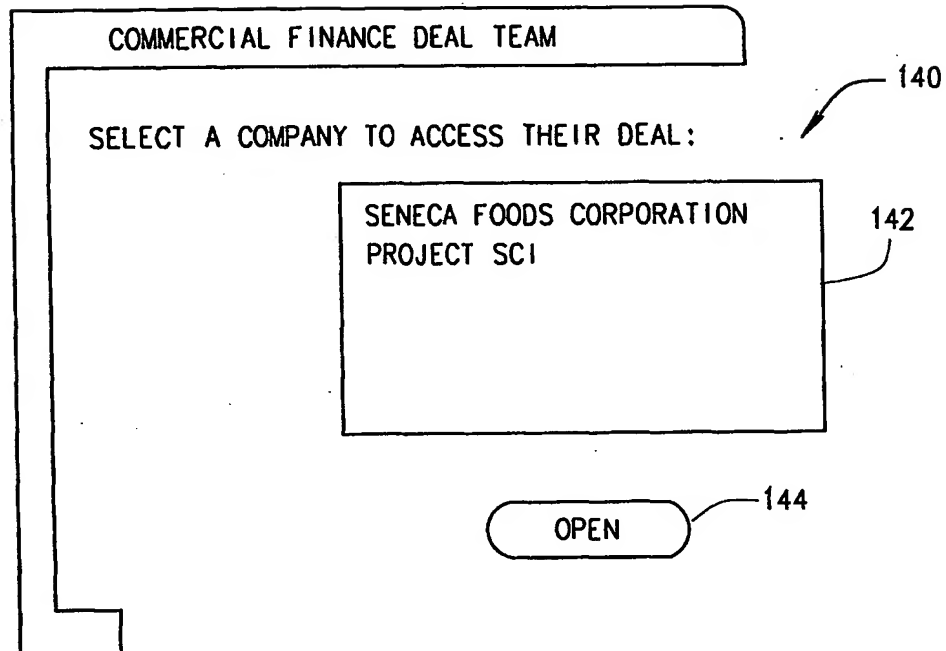 COMMERCIAL FINANCE DEAL TEAM
140
SELECT A COMPANY TO ACCESS THEIR DEAL:
SENECA FOODS CORPORATION
PROJECT SCI
142
OPEN
144